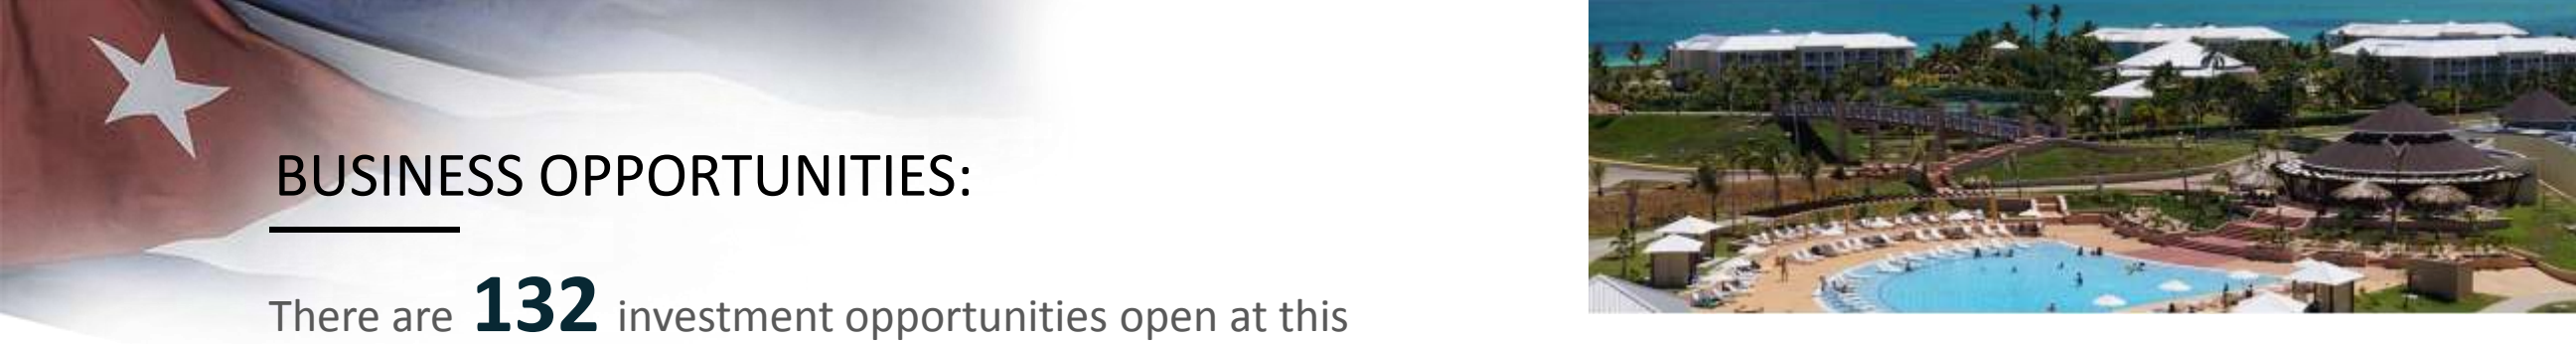 BUSINESS OPPORTUNITIES:
There are 132 investment opportunities open at this